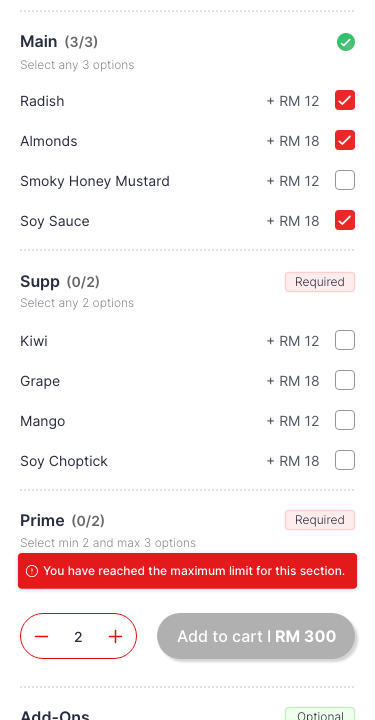 Main (3/3)
Select any 3 options
Radish + RM 12
Almonds + RM 18
Smoky Honey Mustard + RM 12
Soy Sauce + RM 18
Supp (0/2) Required
Select any 2 options
Kiwi + RM 12
Grape + RM 18
Mango + RM 12
Soy Choptick + RM 18
Prime (0/2) Required
Select min 2 and max 3 options
You have reached the maximum limit for this section.
2 Add to cart | RM 300
Add-Ons Optional